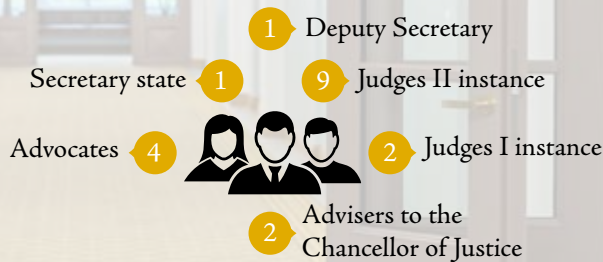 1 Deputy Secretary
Secretary state 1
9 Judges II instance
Advocates 4
2 Judges I instance
2 Advisers to the
Chancellor of Justice